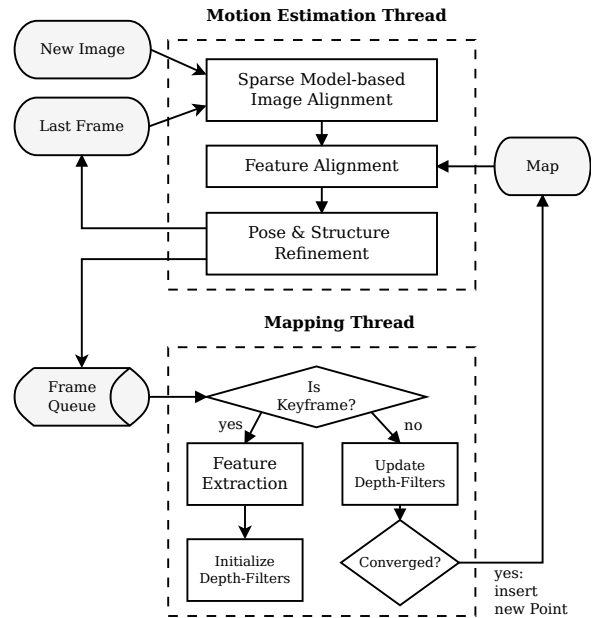 Motion Estimation Thread
New Image
Sparse Model-based
Image Alignment
Last Frame
Feature Alignment
Map
Pose & Structure
Refinement
Mapping Thread
Frame
Queue
Is
Keyframe?
yes
no
Feature
Extraction
Update
Depth-Filters
Initialize
Depth-Filters
Converged?
yes:
insert
new Point